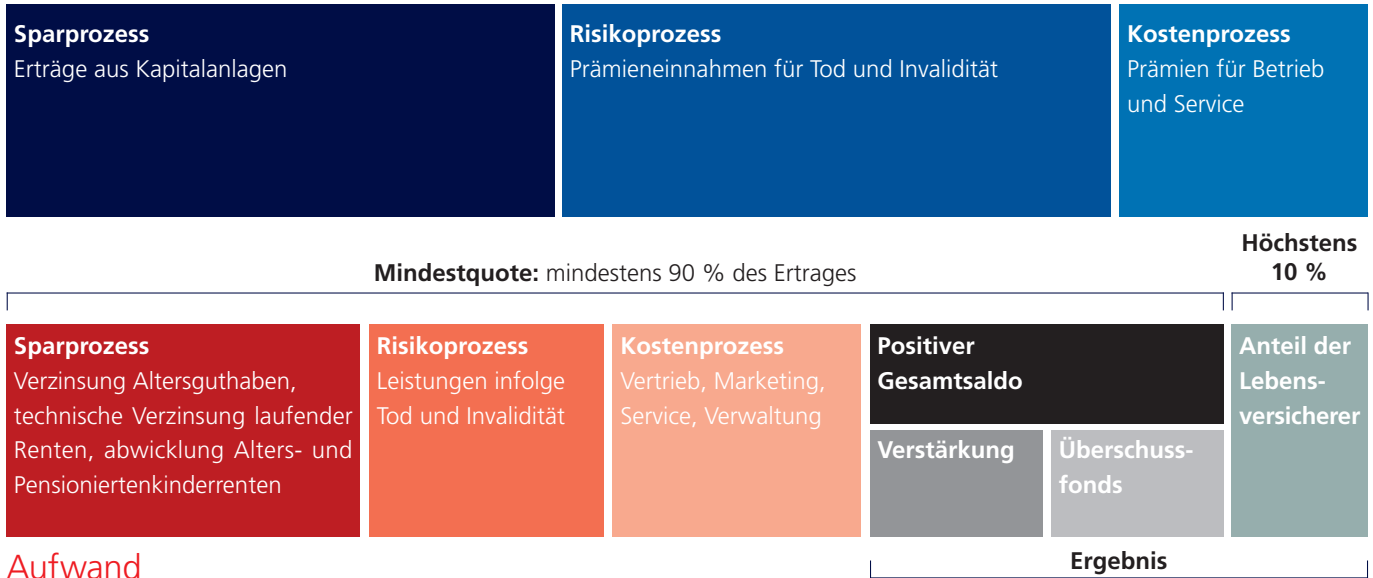 Sparprozess
Erträge aus Kapitalanlagen
Risikoprozess
Prämieneinnahmen für Tod und Invalidität
Kostenprozess
Prämien für Betrieb
und Service
Mindestquote: mindestens 90 % des Ertrages
Höchstens
10 %
Sparprozess
Verzinsung Altersguthaben,
technische Verzinsung laufender
Renten, abwicklung Alters- und
Pensioniertenkinderrenten
Risikoprozess
Leistungen infolge
Tod und Invalidität
Kostenprozess
Vertrieb, Marketing,
Service, Verwaltung
Positiver
Gesamtsaldo
Verstärkung
Überschuss-
fonds
Anteil der
Lebens-
versicherer
Aufwand
Ergebnis